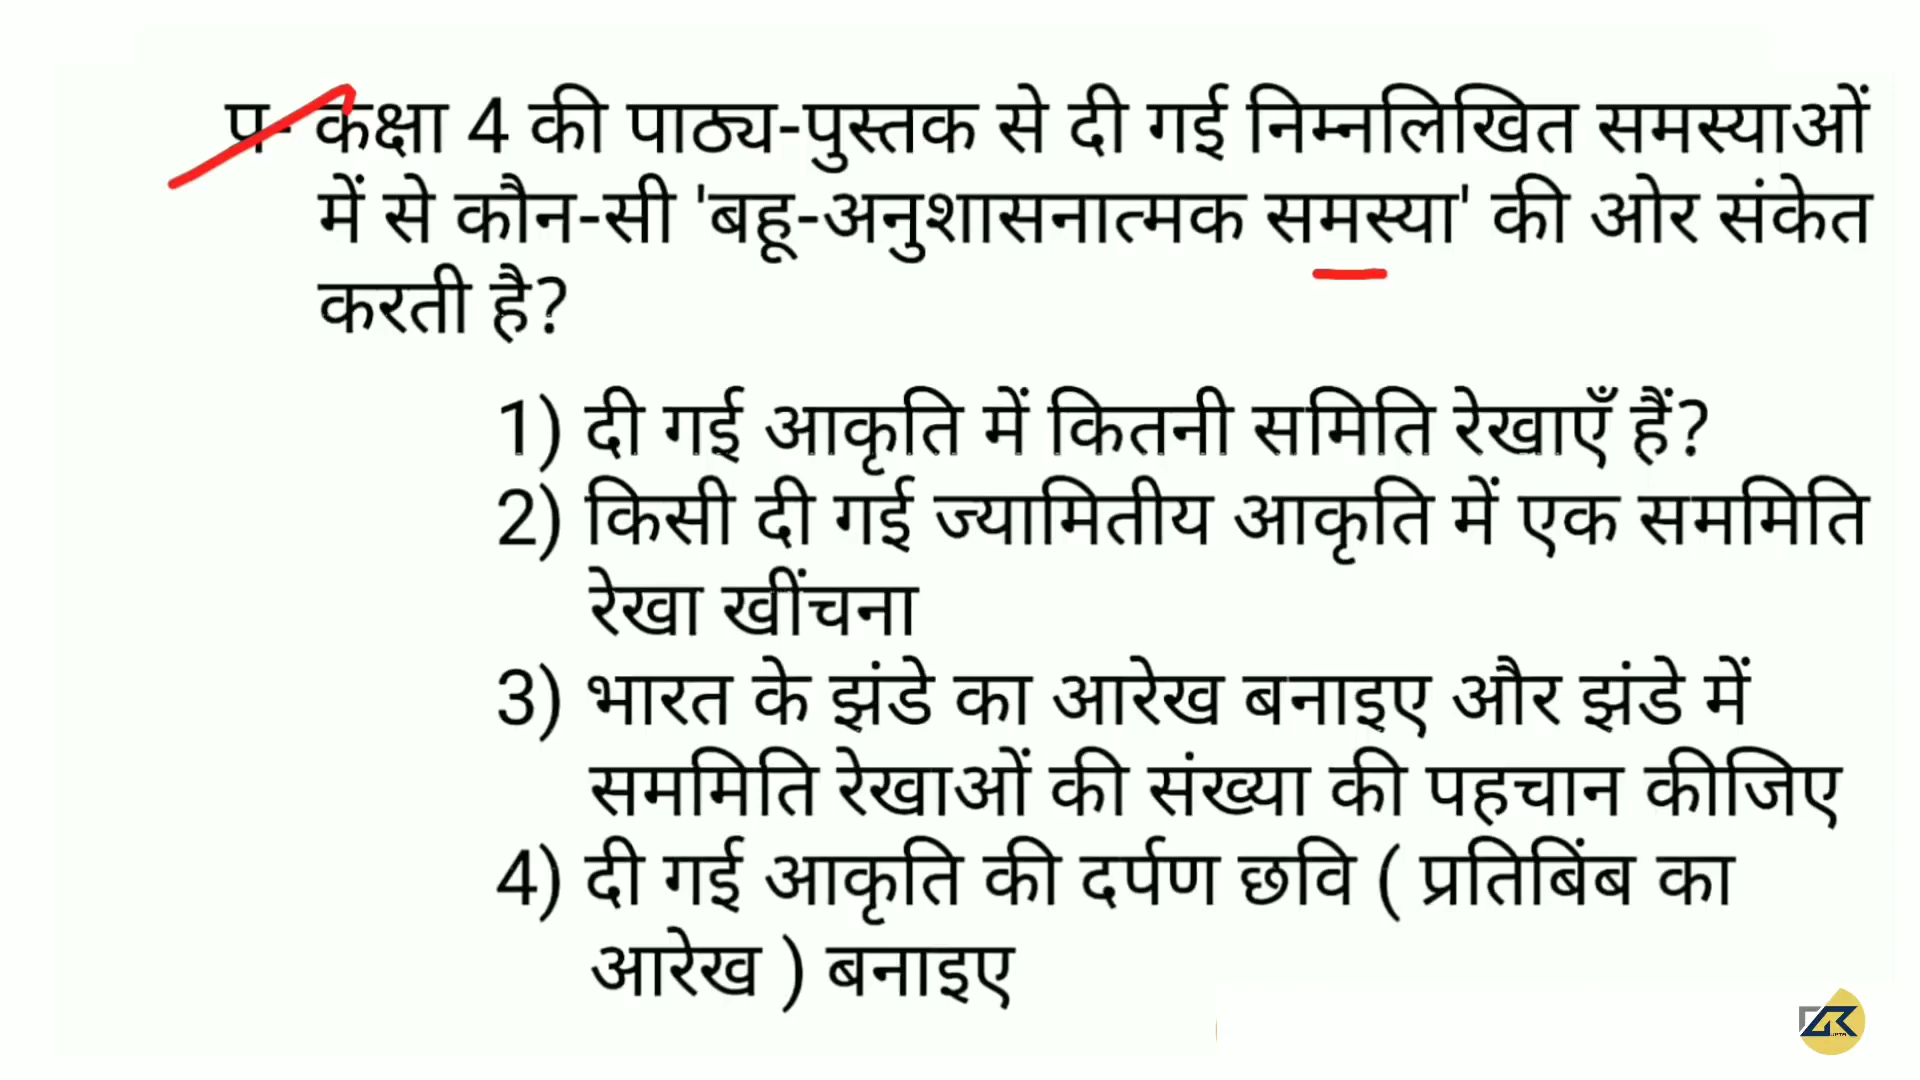 प- कक्षा 4 की पाठ्य-पुस्तक से दी गई निम्नलिखित समस्याओं
में से कौन-सी 'बहू-अनुशासनात्मक समस्या' की ओर संकेत
करती है?
1) दी गई आकृति में कितनी समिति रेखाएँ हैं?
2) किसी दी गई ज्यामितीय आकृति में एक सममिति
रेखा खींचना
3) भारत के झंडे का आरेख बनाइए और झंडे में
सममिति रेखाओं की संख्या की पहचान कीजिए
4) दी गई आकृति की दर्पण छवि ( प्रतिबिंब का
आरेख ) बनाइए